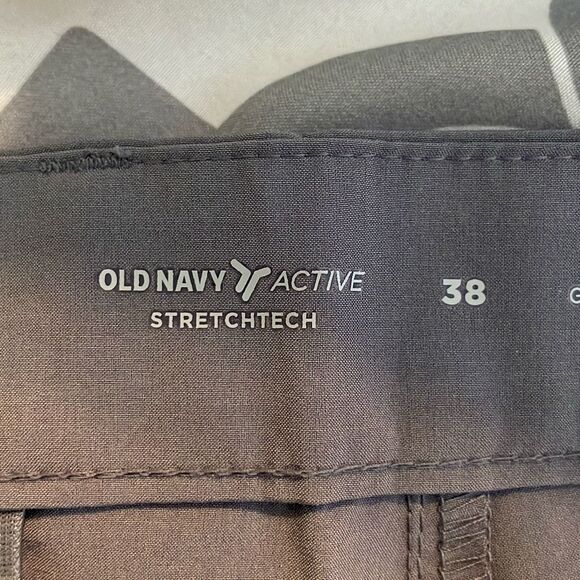 OLD NAVY ACTIVE
STRETCHTECH
38
G